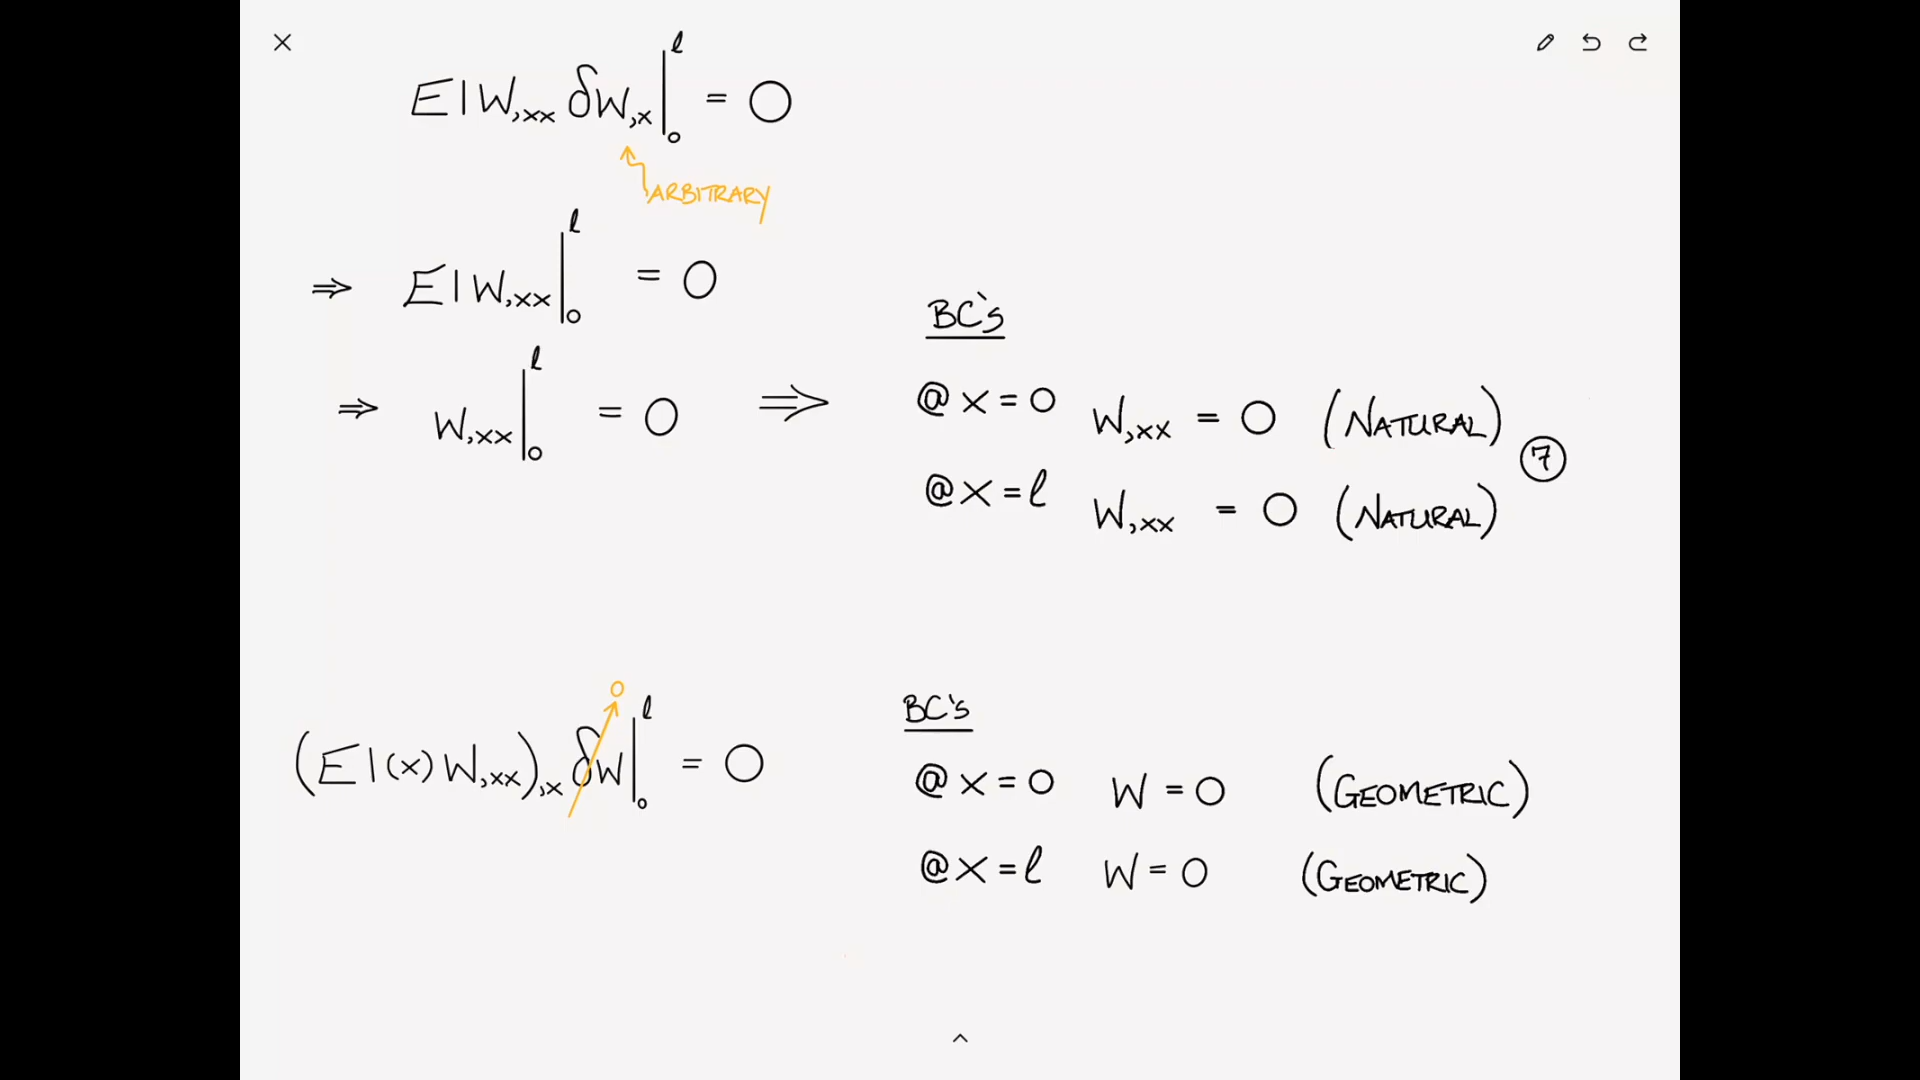 EIW,xx δW,x|₀ˡ = 0
ARBITRARY
⇒ EIW,xx|₀ˡ = 0
⇒ W,xx|₀ˡ = 0 ⇒
BC's
@ x = 0 W,xx = 0 (NATURAL)
⑦
@ x = l W,xx = 0 (NATURAL)
(EI(x)W,xx),x δW|₀ˡ = 0
0
BC's
@ x = 0 W = 0 (GEOMETRIC)
@ x = l W = 0 (GEOMETRIC)